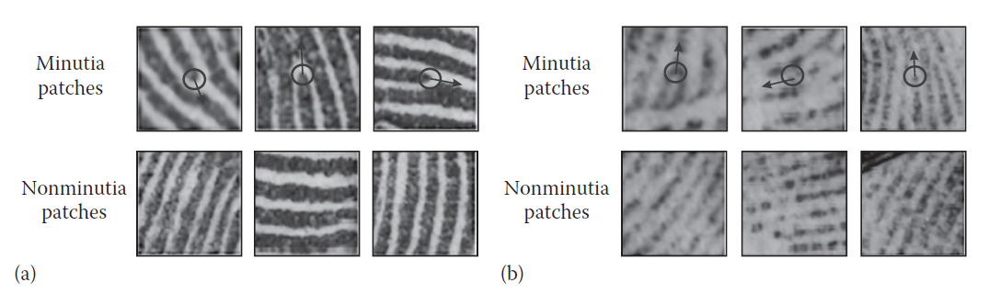 Minutia
patches
Minutia
patches
Nonminutia
patches
Nonminutia
patches
(a)
(b)